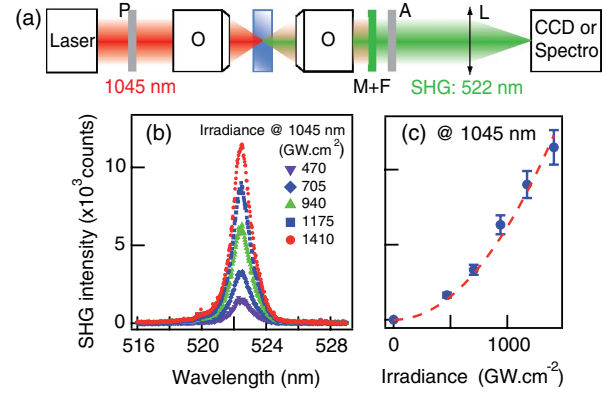 (a)
P
A
L
Laser
O
O
CCD or
Spectro
1045 nm
M+F
SHG: 522 nm
(b)
Irradiance @ 1045 nm
(GW.cm⁻²)
470
705
940
1175
1410
SHG intensity (x10³counts)
10
5
0
516
520
524
528
Wavelength (nm)
(c)
@ 1045 nm
0
1000
Irradiance (GW.cm⁻²)